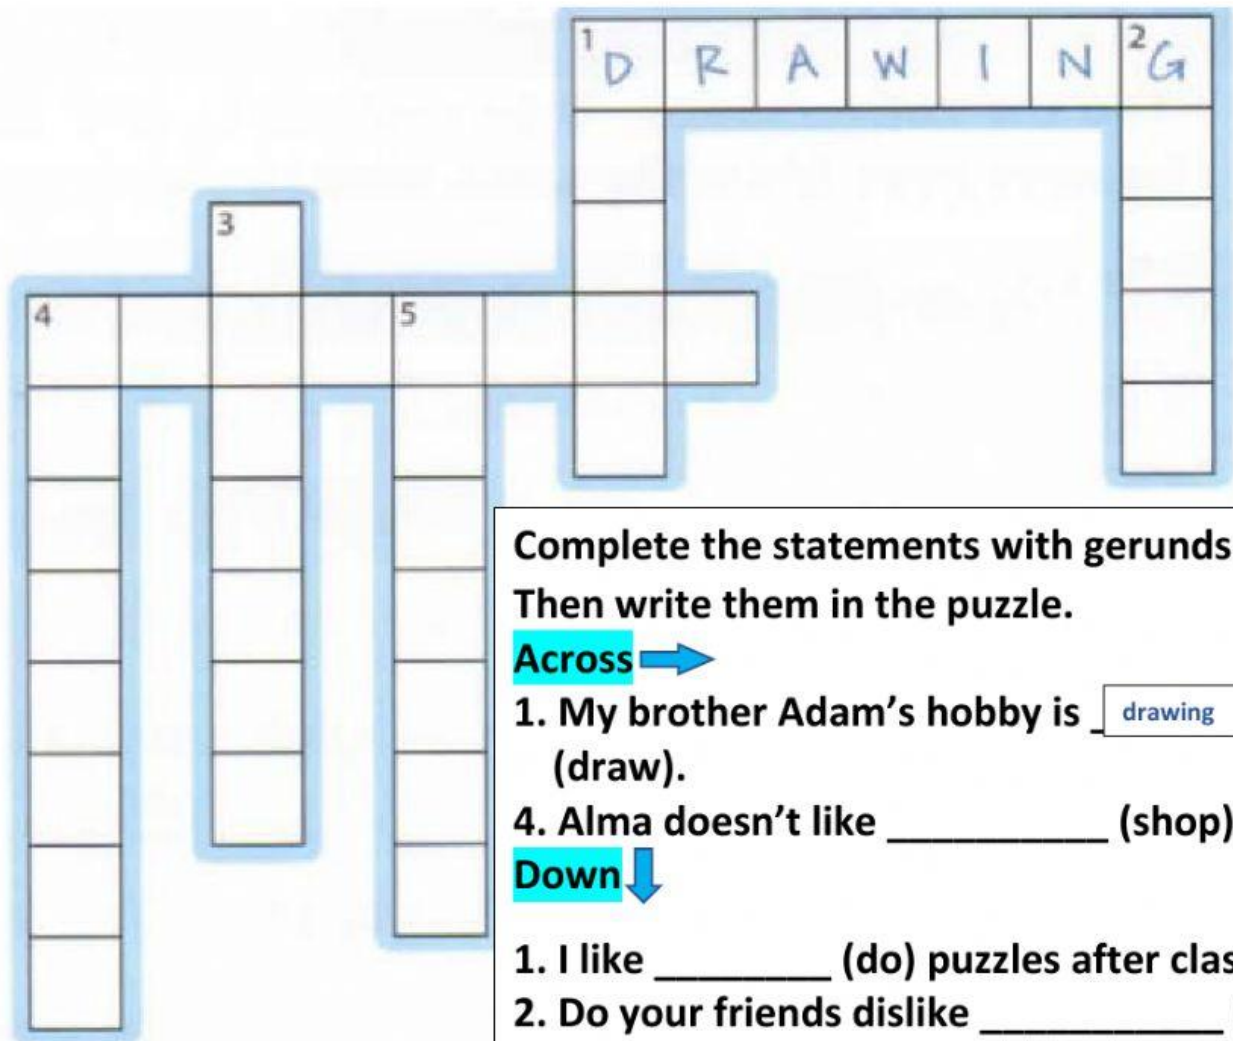 1 D R A W I N 2 G
3
4 5
Complete the statements with gerunds
Then write them in the puzzle.
Across
1. My brother Adam's hobby is _ drawing
(draw).
4. Alma doesn't like __________ (shop)
Down
1. I like ________ (do) puzzles after clas
2. Do your friends dislike ___________